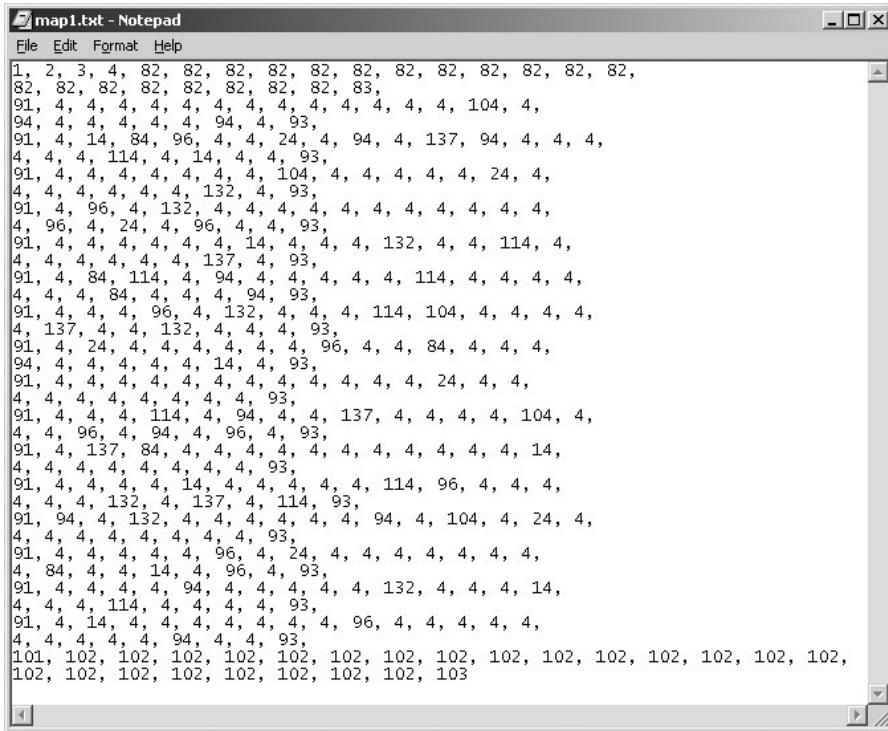 map1.txt - Notepad
File Edit Format Help
1, 2, 3, 4, 82, 82, 82, 82, 82, 82, 82, 82, 82, 82, 82, 82,
82, 82, 82, 82, 82, 82, 82, 82, 83,
91, 4, 4, 4, 4, 4, 4, 4, 4, 4, 4, 4, 4, 4, 104, 4,
94, 4, 4, 4, 4, 4, 94, 4, 93,
91, 4, 14, 84, 96, 4, 4, 24, 4, 94, 4, 137, 94, 4, 4, 4,
4, 4, 4, 114, 4, 14, 4, 4, 93,
91, 4, 4, 4, 4, 4, 4, 4, 104, 4, 4, 4, 4, 4, 24, 4,
4, 4, 4, 4, 4, 4, 132, 4, 93,
91, 4, 96, 4, 132, 4, 4, 4, 4, 4, 4, 4, 4, 4, 4, 4,
4, 96, 4, 24, 4, 96, 4, 4, 93,
91, 4, 4, 4, 4, 4, 4, 14, 4, 4, 4, 132, 4, 4, 114, 4,
4, 4, 4, 4, 4, 4, 137, 4, 93,
91, 4, 84, 114, 4, 94, 4, 4, 4, 4, 4, 114, 4, 4, 4, 4,
4, 4, 4, 84, 4, 4, 4, 94, 93,
91, 4, 4, 4, 96, 4, 132, 4, 4, 4, 114, 104, 4, 4, 4, 4,
4, 137, 4, 4, 132, 4, 4, 4, 93,
91, 4, 24, 4, 4, 4, 4, 4, 4, 96, 4, 4, 84, 4, 4, 4,
94, 4, 4, 4, 4, 4, 14, 4, 93,
91, 4, 4, 4, 4, 4, 4, 4, 4, 4, 4, 4, 4, 24, 4, 4,
4, 4, 4, 4, 4, 4, 4, 4, 93,
91, 4, 4, 4, 114, 4, 94, 4, 4, 137, 4, 4, 4, 4, 104, 4,
4, 4, 96, 4, 94, 4, 96, 4, 93,
91, 4, 137, 84, 4, 4, 4, 4, 4, 4, 4, 4, 4, 4, 4, 14,
4, 4, 4, 4, 4, 4, 4, 4, 93,
91, 4, 4, 4, 4, 14, 4, 4, 4, 4, 4, 114, 96, 4, 4, 4,
4, 4, 4, 132, 4, 137, 4, 114, 93,
91, 94, 4, 132, 4, 4, 4, 4, 4, 4, 94, 4, 104, 4, 24, 4,
4, 4, 4, 4, 4, 4, 4, 4, 93,
91, 4, 4, 4, 4, 4, 96, 4, 24, 4, 4, 4, 4, 4, 4, 4,
4, 84, 4, 4, 14, 4, 96, 4, 93,
91, 4, 4, 4, 4, 94, 4, 4, 4, 4, 4, 132, 4, 4, 4, 14,
4, 4, 4, 114, 4, 4, 4, 4, 93,
91, 4, 14, 4, 4, 4, 4, 4, 4, 4, 96, 4, 4, 4, 4, 4,
4, 4, 4, 4, 4, 94, 4, 4, 93,
101, 102, 102, 102, 102, 102, 102, 102, 102, 102, 102, 102, 102, 102, 102, 102,
102, 102, 102, 102, 102, 102, 102, 102, 103